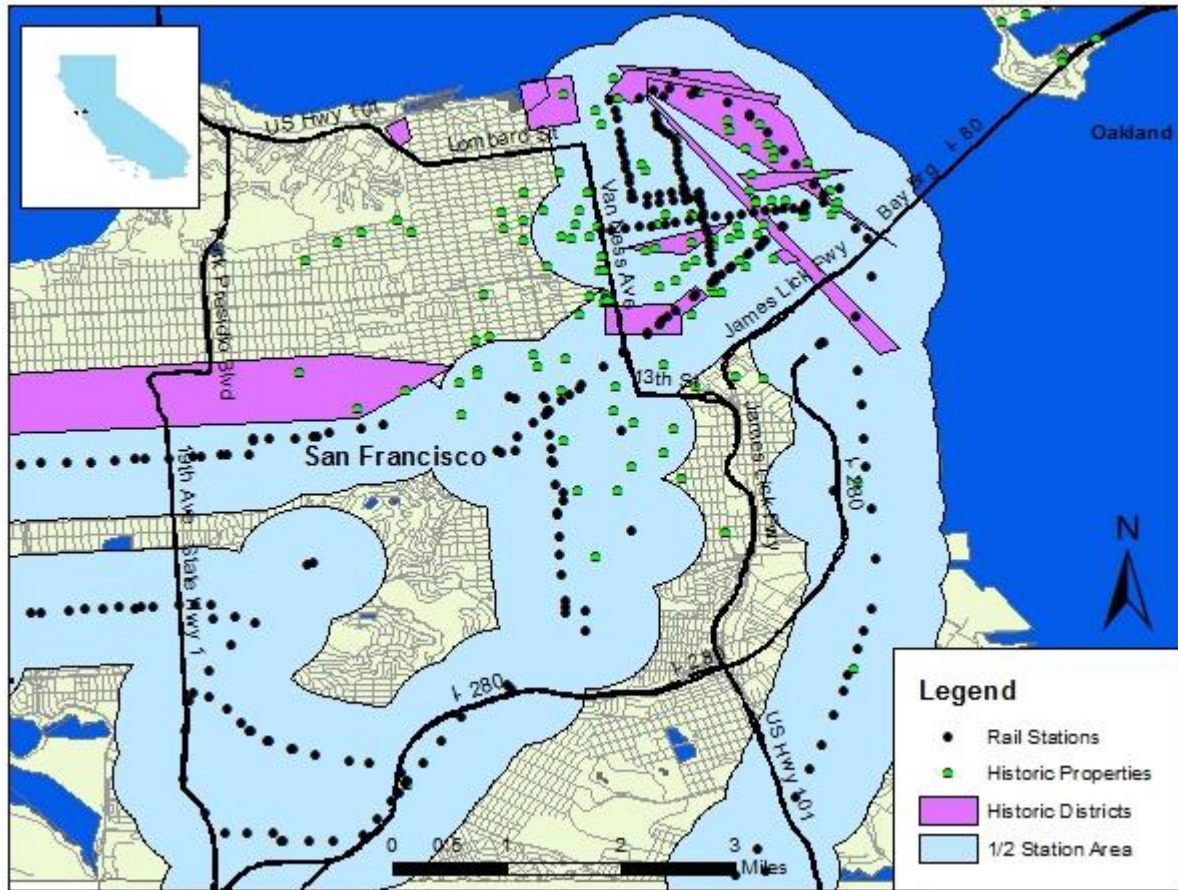 US Hwy 101
Lombard St
I- 80
Oakland
Bay Brg
Van Ness Ave
James Lick Fwy
Presidio Blvd
13th St
James Lick Fwy
San Francisco
I- 280
19th Ave
State Hwy 1
N
I- 280
I- 280
US Hwy 101
0 0.5 1 2 3
Miles
Legend
Rail Stations
Historic Properties
Historic Districts
1/2 Station Area